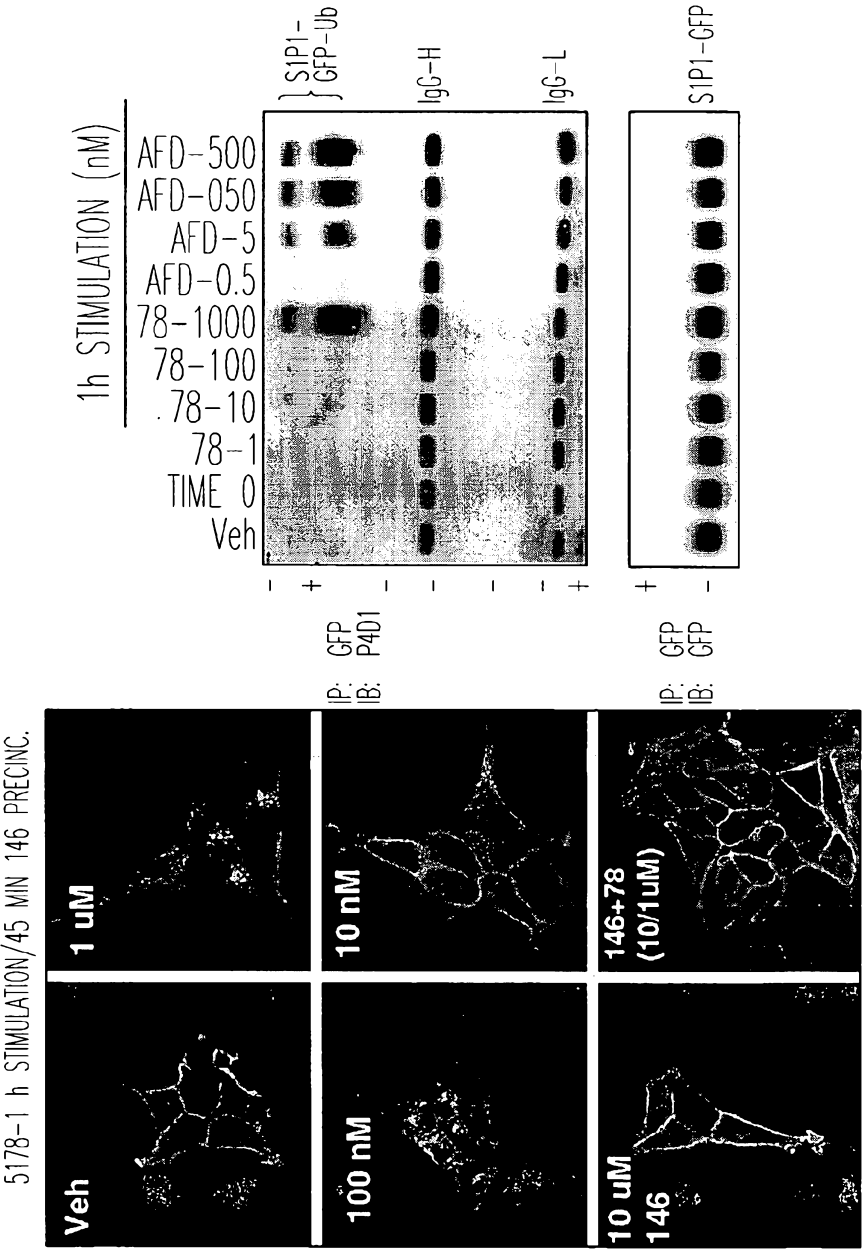 5178-1 h STIMULATION/45 MIN 146 PRECINC.
Veh
1 uM
100 nM
10 nM
10 uM
146
146+78
(10/1uM)
1h STIMULATION (nM)
Veh
TIME 0
78-1
78-10
78-100
78-1000
AFD-0.5
AFD-5
AFD-050
AFD-500
IP: GFP
IB: P4D1
- + - - - - +
} S1P1-
} GFP-Ub
IgG-H
IgG-L
IP: GFP
IB: GFP
+ -
S1P1-GFP